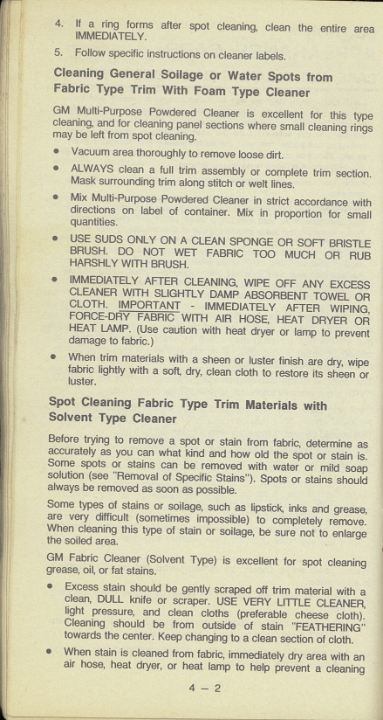 4. If a ring forms after spot cleaning, clean the entire area
IMMEDIATELY.
5. Follow specific instructions on cleaner labels.
Cleaning General Soilage or Water Spots from
Fabric Type Trim With Foam Type Cleaner
GM Multi-Purpose Powdered Cleaner is excellent for this type
cleaning, and for cleaning panel sections where small cleaning rings
may be left from spot cleaning.
• Vacuum area thoroughly to remove loose dirt.
• ALWAYS clean a full trim assembly or complete trim section.
Mask surrounding trim along stitch or welt lines.
• Mix Multi-Purpose Powdered Cleaner in strict accordance with
directions on label of container. Mix in proportion for small
quantities.
• USE SUDS ONLY ON A CLEAN SPONGE OR SOFT BRISTLE
BRUSH. DO NOT WET FABRIC TOO MUCH OR RUB
HARSHLY WITH BRUSH.
• IMMEDIATELY AFTER CLEANING, WIPE OFF ANY EXCESS
CLEANER WITH SLIGHTLY DAMP ABSORBENT TOWEL OR
CLOTH. IMPORTANT - IMMEDIATELY AFTER WIPING,
FORCE-DRY FABRIC WITH AIR HOSE, HEAT DRYER OR
HEAT LAMP. (Use caution with heat dryer or lamp to prevent
damage to fabric.)
• When trim materials with a sheen or luster finish are dry, wipe
fabric lightly with a soft, dry, clean cloth to restore its sheen or
luster.
Spot Cleaning Fabric Type Trim Materials with
Solvent Type Cleaner
Before trying to remove a spot or stain from fabric, determine as
accurately as you can what kind and how old the spot or stain is.
Some spots or stains can be removed with water or mild soap
solution (see "Removal of Specific Stains"). Spots or stains should
always be removed as soon as possible.
Some types of stains or soilage, such as lipstick, inks and grease,
are very difficult (sometimes impossible) to completely remove.
When cleaning this type of stain or soilage, be sure not to enlarge
the soiled area.
GM Fabric Cleaner (Solvent Type) is excellent for spot cleaning
grease, oil, or fat stains.
• Excess stain should be gently scraped off trim material with a
clean, DULL knife or scraper. USE VERY LITTLE CLEANER,
light pressure, and clean cloths (preferable cheese cloth).
Cleaning should be from outside of stain "FEATHERING"
towards the center. Keep changing to a clean section of cloth.
• When stain is cleaned from fabric, immediately dry area with an
air hose, heat dryer, or heat lamp to help prevent a cleaning
4 – 2